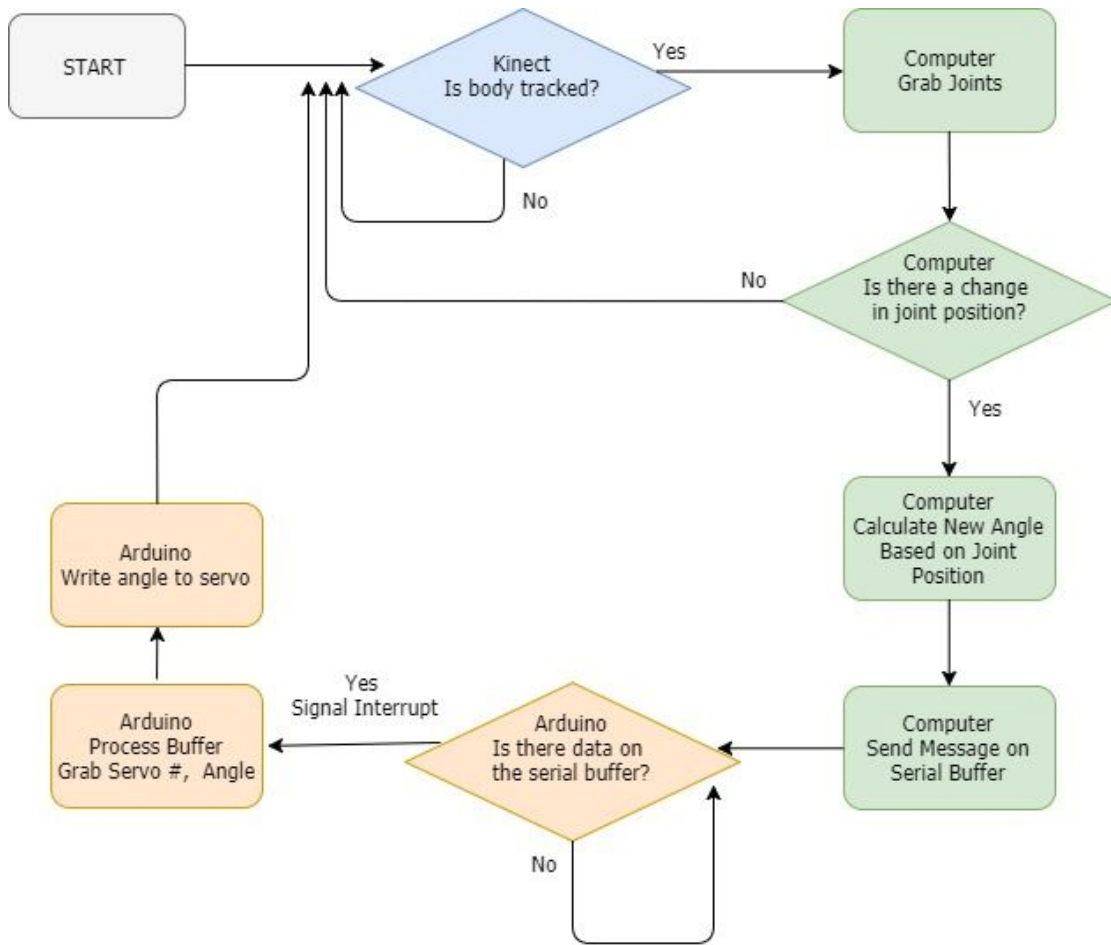 START
Kinect
Is body tracked?
Yes
No
Computer
Grab Joints
Computer
Is there a change
in joint position?
No
Yes
Computer
Calculate New Angle
Based on Joint
Position
Computer
Send Message on
Serial Buffer
Arduino
Is there data on
the serial buffer?
No
Yes
Signal Interrupt
Arduino
Process Buffer
Grab Servo #, Angle
Arduino
Write angle to servo